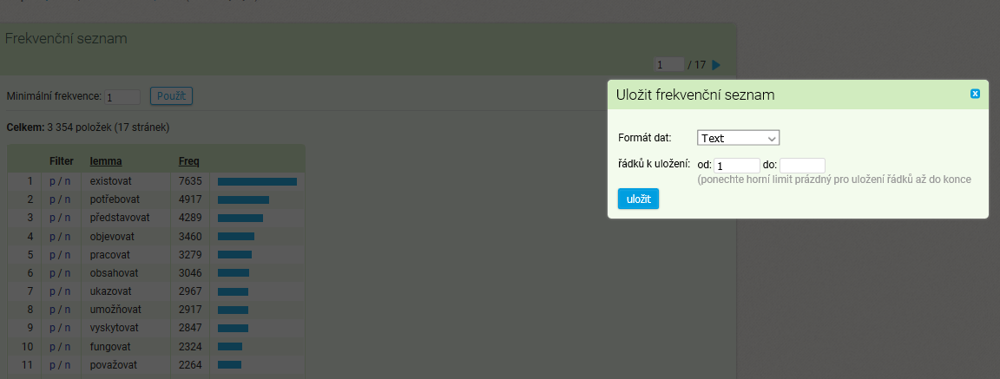 Frekvenční seznam
1 / 17
Minimální frekvence: 1 Použít
Celkem: 3 354 položek (17 stránek)
Filter lemma Freq
1 p / n existovat 7635
2 p / n potřebovat 4917
3 p / n představovat 4289
4 p / n objevovat 3460
5 p / n pracovat 3279
6 p / n obsahovat 3046
7 p / n ukazovat 2967
8 p / n umožňovat 2917
9 p / n vyskytovat 2847
10 p / n fungovat 2324
11 p / n považovat 2264
Uložit frekvenční seznam
x
Formát dat: Text
řádků k uložení: od: 1 do:
(ponechte horní limit prázdný pro uložení řádků až do konce
uložit